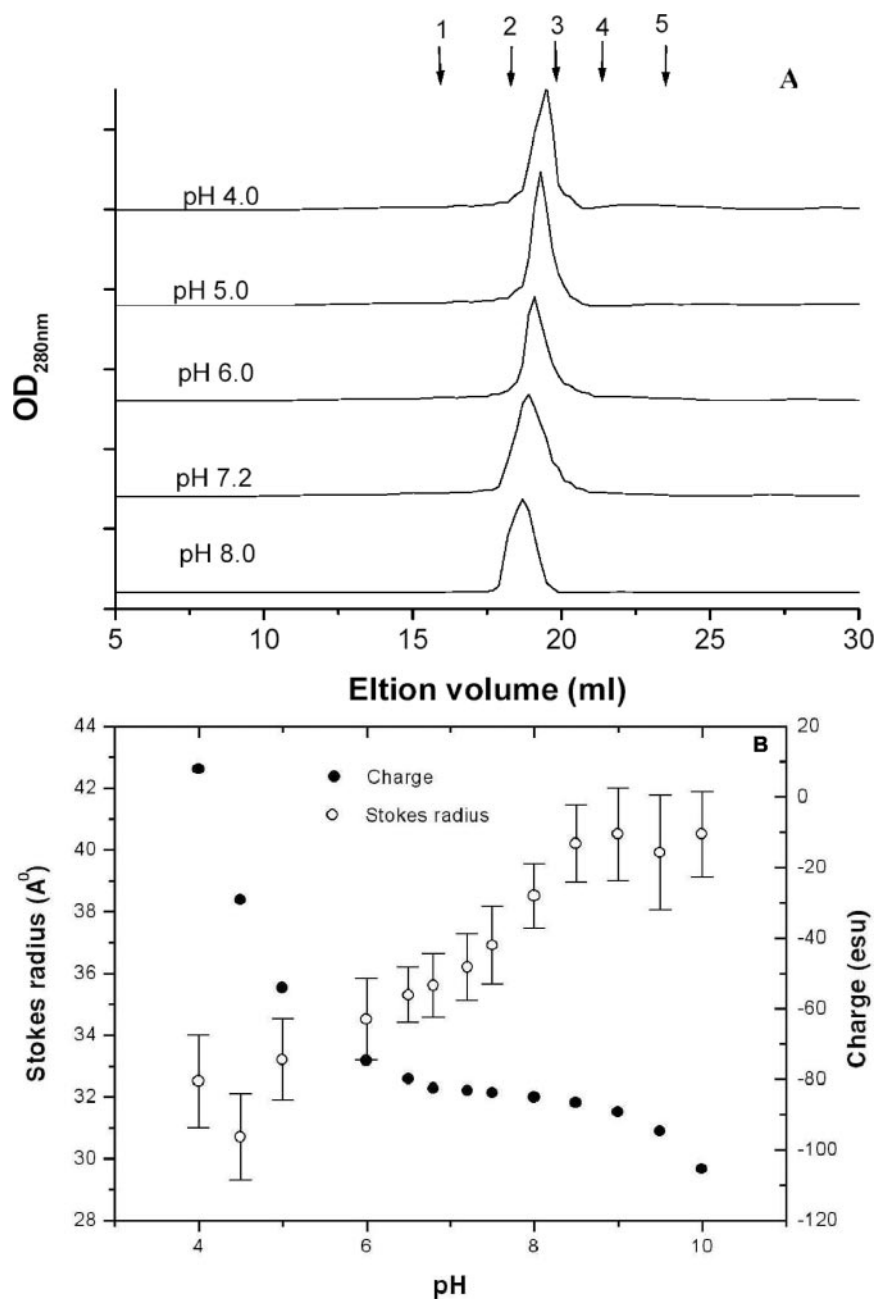 1 2 3 4 5
A
pH 4.0
pH 5.0
pH 6.0
pH 7.2
pH 8.0
OD280nm
5 10 15 20 25 30
Eltion volume (ml)
44 20
B
Charge
42 0
Stokes radius
40 -20
38 -40
36 -60
34 -80
32 -100
30 -120
28
Stokes radius (A0)
Charge (esu)
4 6 8 10
pH